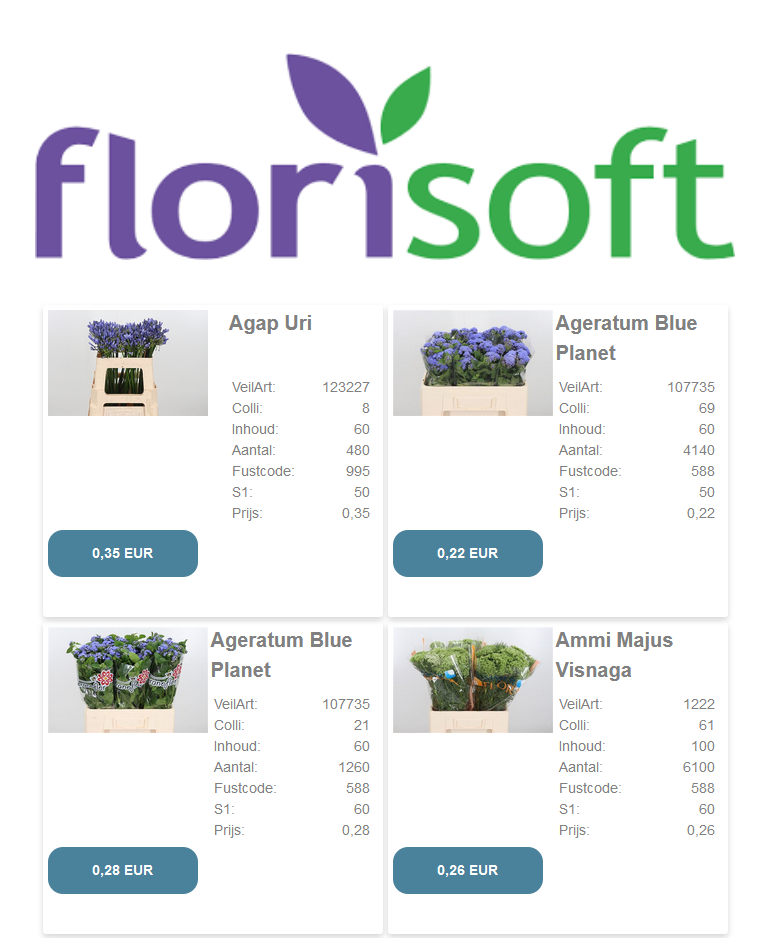 florisoft
Agap Uri
VeilArt: 123227
Colli: 8
Inhoud: 60
Aantal: 480
Fustcode: 995
S1: 50
Prijs: 0,35
0,35 EUR
Ageratum Blue
Planet
VeilArt: 107735
Colli: 69
Inhoud: 60
Aantal: 4140
Fustcode: 588
S1: 50
Prijs: 0,22
0,22 EUR
Ageratum Blue
Planet
VeilArt: 107735
Colli: 21
Inhoud: 60
Aantal: 1260
Fustcode: 588
S1: 60
Prijs: 0,28
0,28 EUR
Ammi Majus
Visnaga
VeilArt: 1222
Colli: 61
Inhoud: 100
Aantal: 6100
Fustcode: 588
S1: 60
Prijs: 0,26
0,26 EUR